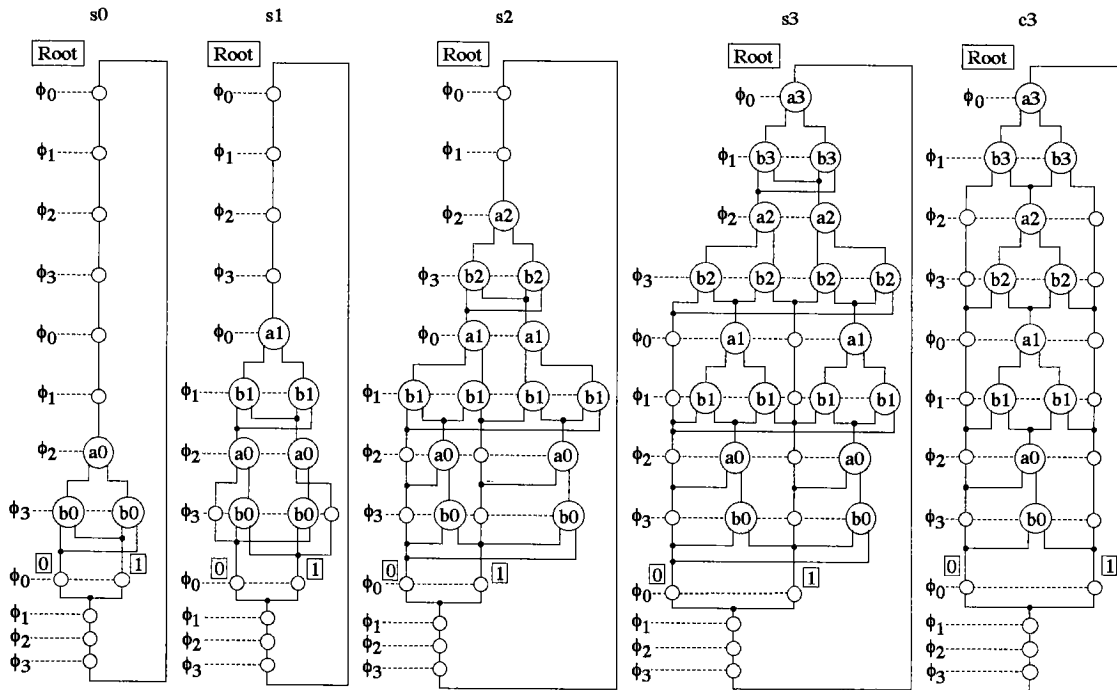 s0 s1 s2 s3 c3
Root Root Root Root Root
ϕ0 ϕ0 ϕ0 ϕ0 a3 ϕ0 a3
ϕ1 ϕ1 ϕ1 ϕ1 b3 b3 ϕ1 b3 b3
ϕ2 ϕ2 ϕ2 a2 ϕ2 a2 a2 ϕ2 a2
ϕ3 ϕ3 ϕ3 b2 b2 ϕ3 b2 b2 b2 b2 ϕ3 b2 b2
ϕ0 ϕ0 a1 ϕ0 a1 a1 ϕ0 a1 a1 ϕ0 a1
ϕ1 ϕ1 b1 b1 ϕ1 b1 b1 b1 b1 ϕ1 b1 b1 b1 b1 ϕ1 b1 b1
ϕ2 a0 ϕ2 a0 a0 ϕ2 a0 a0 ϕ2 a0 a0 ϕ2 a0
ϕ3 b0 b0 ϕ3 b0 b0 ϕ3 b0 b0 ϕ3 b0 b0 ϕ3 b0
0 1 0 1 0 1 0 1 0 1
ϕ0 ϕ0 ϕ0 ϕ0 ϕ0
ϕ1 ϕ1 ϕ1 ϕ1 ϕ1
ϕ2 ϕ2 ϕ2 ϕ2 ϕ2
ϕ3 ϕ3 ϕ3 ϕ3 ϕ3